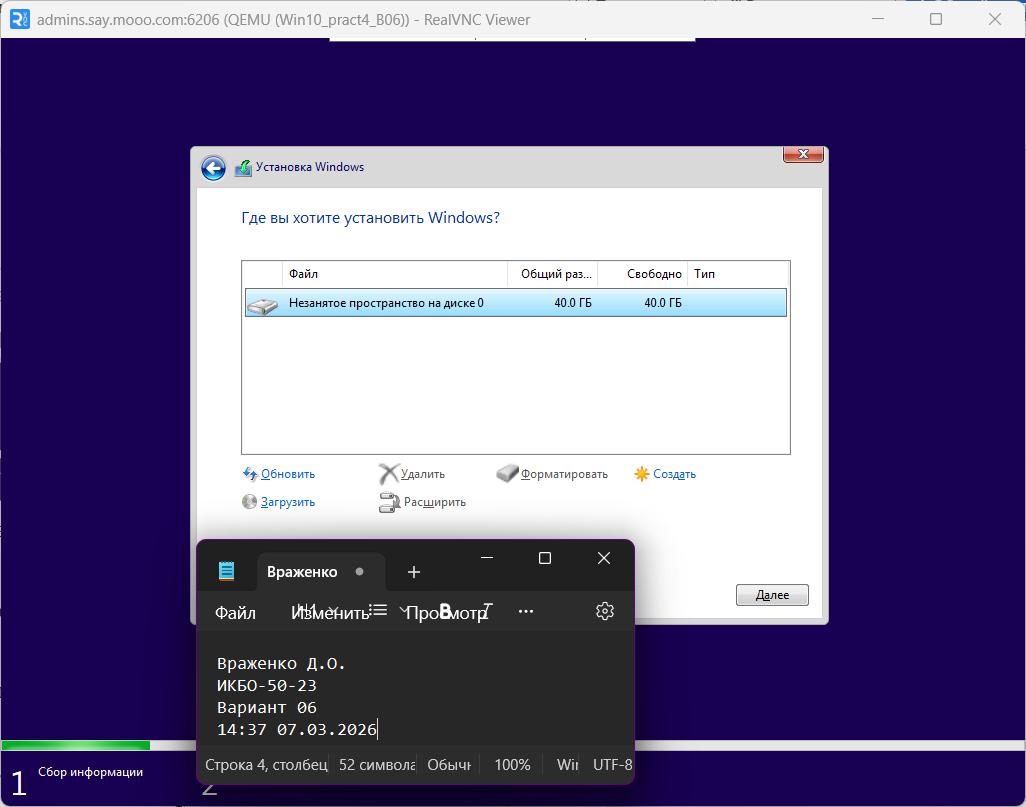 admins.say.mooo.com:6206 (QEMU (Win10_pract4_B06)) - RealVNC Viewer
Установка Windows
Где вы хотите установить Windows?
Файл Общий раз... Свободно Тип
Незанятое пространство на диске 0 40.0 ГБ 40.0 ГБ
Обновить Удалить Форматировать Создать
Загрузить Расширить
Далее
Враженко
Файл Изменить H1 Просмотр B I ...
Враженко Д.О.
ИКБО-50-23
Вариант 06
14:37 07.03.2026
Строка 4, столбец 52 символа Обычн 100% Wi UTF-8
1 Сбор информации
2